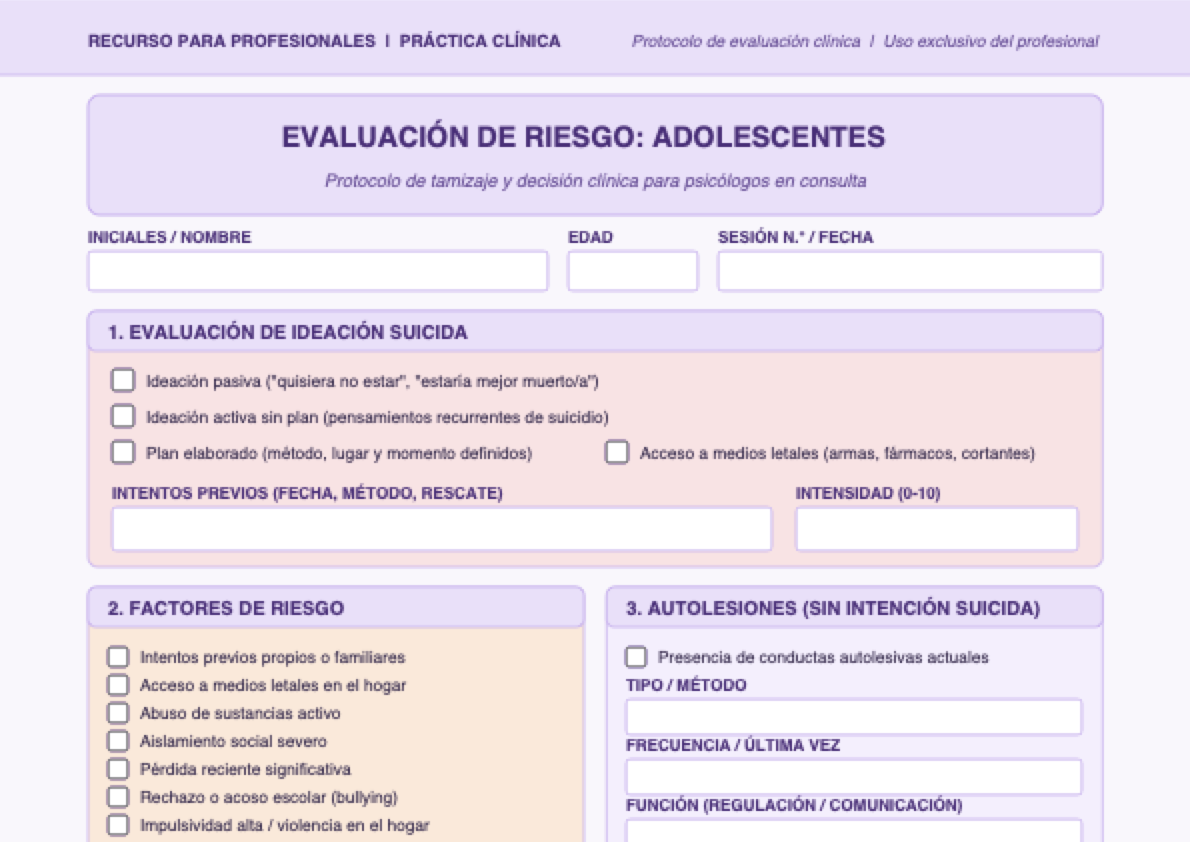 RECURSO PARA PROFESIONALES | PRÁCTICA CLÍNICA
Protocolo de evaluación clínica | Uso exclusivo del profesional
EVALUACIÓN DE RIESGO: ADOLESCENTES
Protocolo de tamizaje y decisión clínica para psicólogos en consulta
INICIALES / NOMBRE
EDAD
SESIÓN N.° / FECHA
1. EVALUACIÓN DE IDEACIÓN SUICIDA
Ideación pasiva ("quisiera no estar", "estaría mejor muerto/a")
Ideación activa sin plan (pensamientos recurrentes de suicidio)
Plan elaborado (método, lugar y momento definidos)
Acceso a medios letales (armas, fármacos, cortantes)
INTENTOS PREVIOS (FECHA, MÉTODO, RESCATE)
INTENSIDAD (0-10)
2. FACTORES DE RIESGO
Intentos previos propios o familiares
Acceso a medios letales en el hogar
Abuso de sustancias activo
Aislamiento social severo
Pérdida reciente significativa
Rechazo o acoso escolar (bullying)
Impulsividad alta / violencia en el hogar
3. AUTOLESIONES (SIN INTENCIÓN SUICIDA)
Presencia de conductas autolesivas actuales
TIPO / MÉTODO
FRECUENCIA / ÚLTIMA VEZ
FUNCIÓN (REGULACIÓN / COMUNICACIÓN)